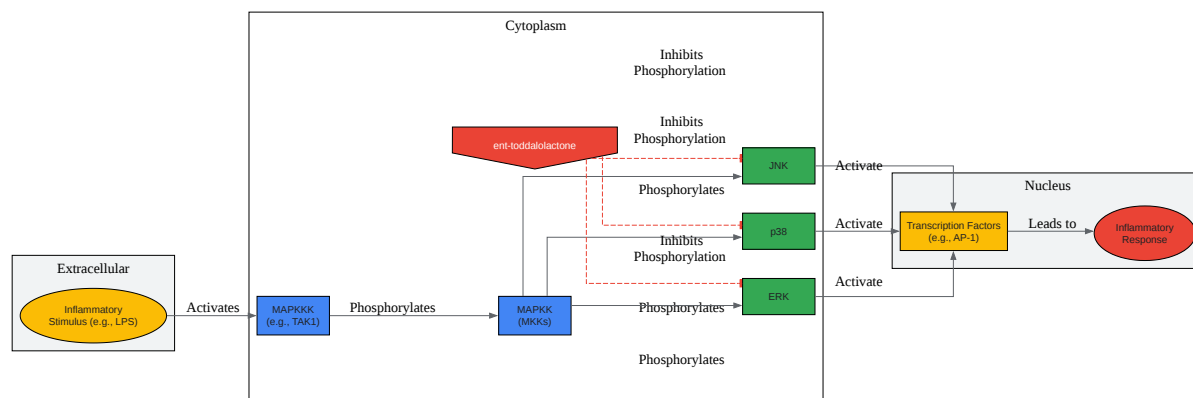 Cytoplasm
Inhibits
Phosphorylation
Inhibits
Phosphorylation
ent-toddalolactone
JNK
Activate
Phosphorylates
Nucleus
p38
Activate
Transcription Factors
(e.g., AP-1)
Leads to
Inflammatory
Response
Inhibits
Phosphorylation
Extracellular
ERK
Activate
Inflammatory
Stimulus (e.g., LPS)
Activates
MAPKKK
(e.g., TAK1)
Phosphorylates
MAPKK
(MKKs)
Phosphorylates
Phosphorylates